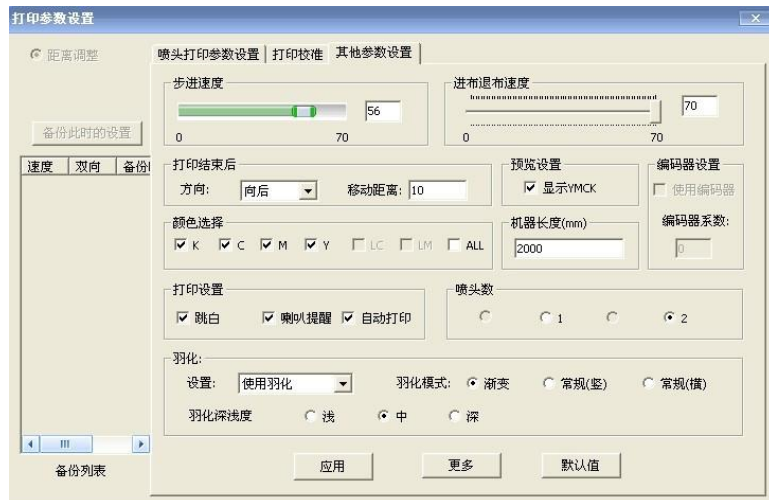 打印参数设置
距离调整
喷头打印参数设置 打印校准 其他参数设置
步进速度
56
0 70
进布退布速度
70
0 70
备份此时的设置
速度 双向 备份
打印结束后
方向: 向后 移动距离: 10
预览设置
显示YMCK
编码器设置
使用编码器
编码器系数:
0
颜色选择
K C M Y LC LM ALL
机器长度(mm)
2000
打印设置
跳白 喇叭提醒 自动打印
喷头数
1 2
羽化:
设置: 使用羽化 羽化模式: 渐变 常规(竖) 常规(横)
羽化深浅度 浅 中 深
备份列表
应用 更多 默认值